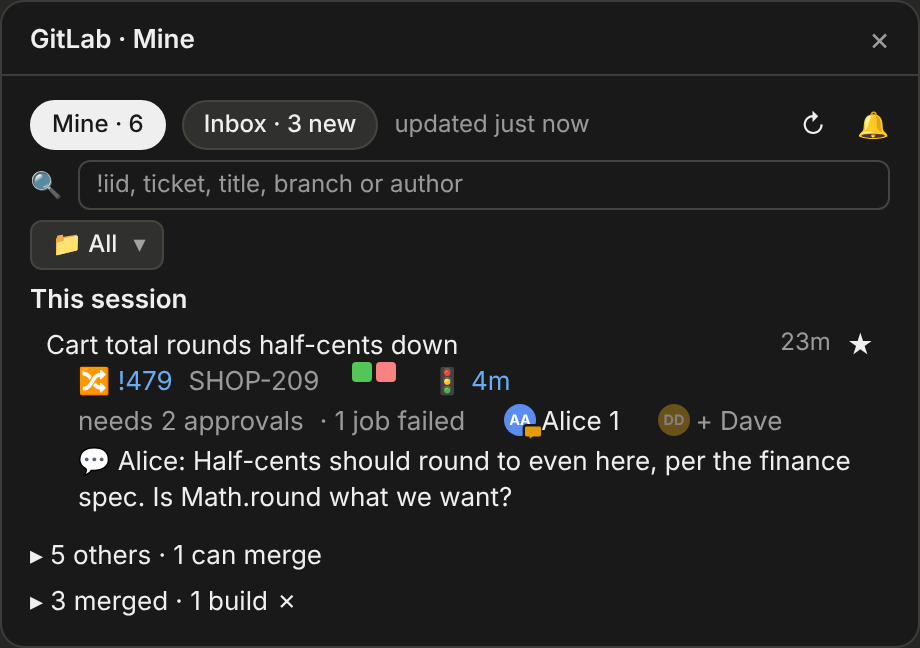 GitLab · Mine ×
Mine · 6 Inbox · 3 new updated just now
!iid, ticket, title, branch or author
All ▾
This session
Cart total rounds half-cents down 23m ★
!479 SHOP-209 4m
needs 2 approvals · 1 job failed AA Alice 1 DD + Dave
Alice: Half-cents should round to even here, per the finance
spec. Is Math.round what we want?
▸ 5 others · 1 can merge
▸ 3 merged · 1 build ×